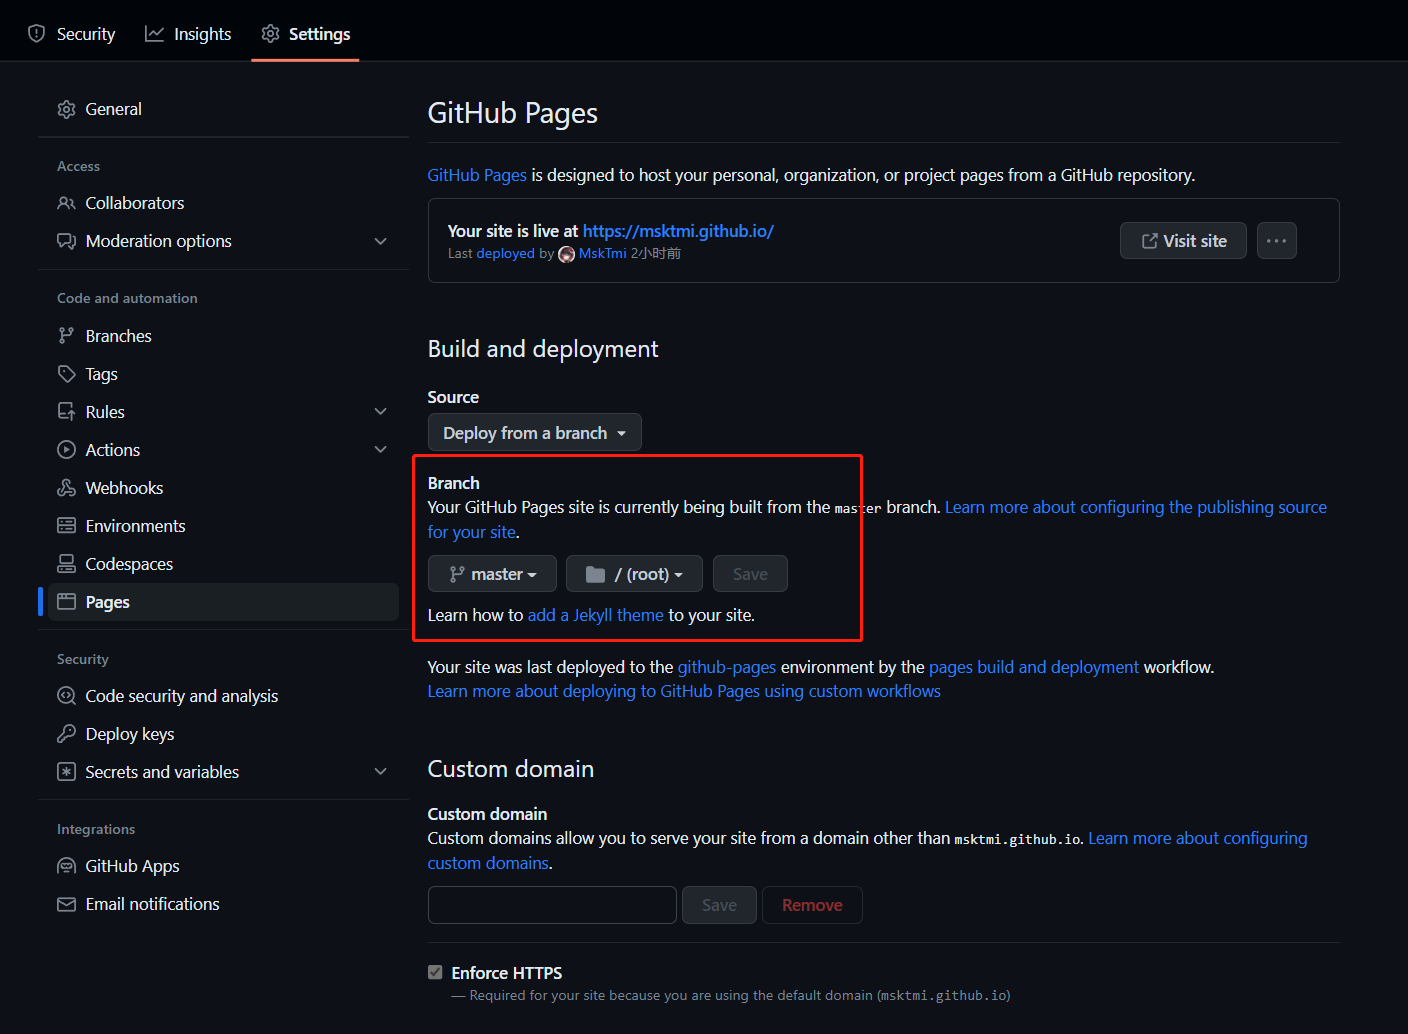 Security Insights Settings
General
Access
Collaborators
Moderation options
Code and automation
Branches
Tags
Rules
Actions
Webhooks
Environments
Codespaces
Pages
Security
Code security and analysis
Deploy keys
Secrets and variables
Integrations
GitHub Apps
Email notifications
GitHub Pages
GitHub Pages is designed to host your personal, organization, or project pages from a GitHub repository.
Your site is live at https://msktmi.github.io/
Last deployed by MskTmi 2小时前
Visit site
Build and deployment
Source
Deploy from a branch
Branch
Your GitHub Pages site is currently being built from the master branch. Learn more about configuring the publishing source
for your site.
master / (root) Save
Learn how to add a Jekyll theme to your site.
Your site was last deployed to the github-pages environment by the pages build and deployment workflow.
Learn more about deploying to GitHub Pages using custom workflows
Custom domain
Custom domain
Custom domains allow you to serve your site from a domain other than msktmi.github.io. Learn more about configuring
custom domains.
Save Remove
Enforce HTTPS
— Required for your site because you are using the default domain (msktmi.github.io)